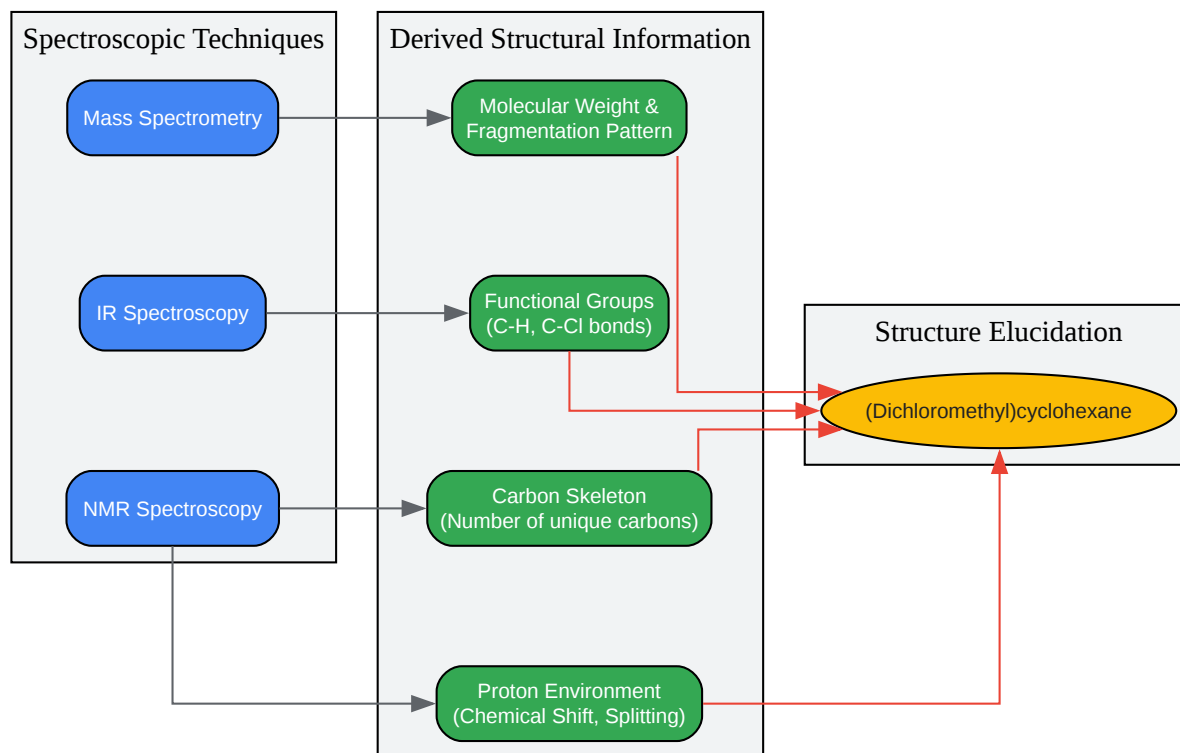 Spectroscopic Techniques
Derived Structural Information
Mass Spectrometry
Molecular Weight &
Fragmentation Pattern
IR Spectroscopy
Functional Groups
(C-H, C-Cl bonds)
Structure Elucidation
(Dichloromethyl)cyclohexane
NMR Spectroscopy
Carbon Skeleton
(Number of unique carbons)
Proton Environment
(Chemical Shift, Splitting)